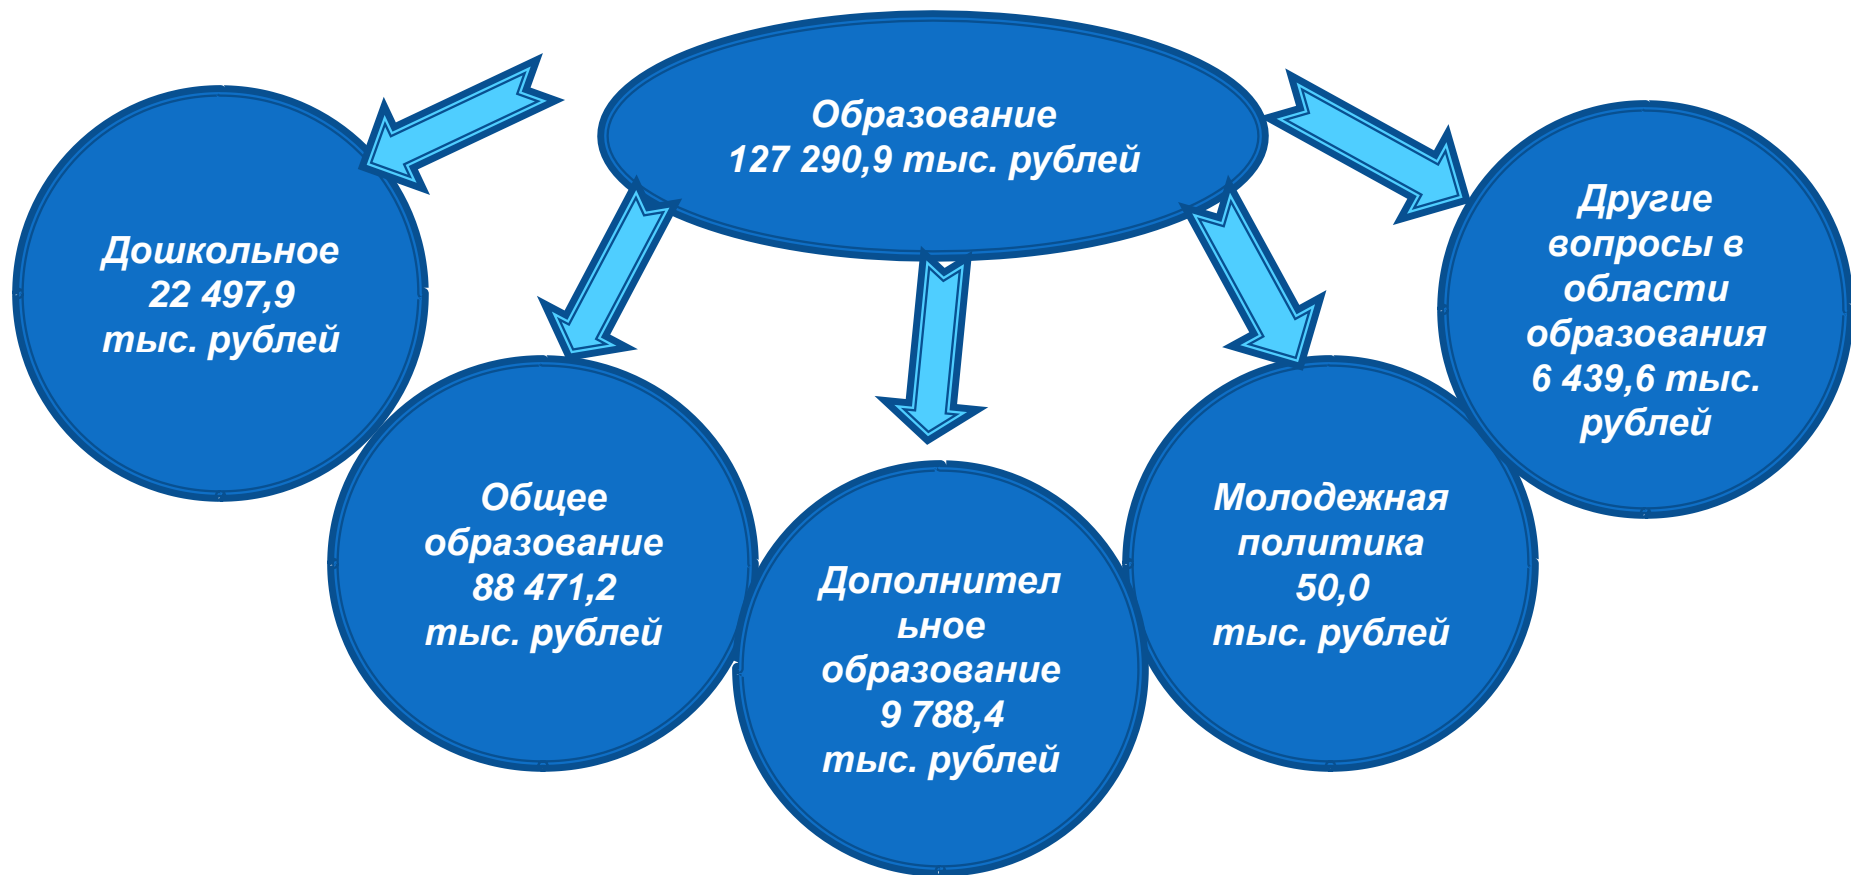 Образование
127 290,9 тыс. рублей
Дошкольное
22 497,9
тыс. рублей
Общее
образование
88 471,2
тыс. рублей
Дополнител
ьное
образование
9 788,4
тыс. рублей
Молодежная
политика
50,0
тыс. рублей
Другие
вопросы в
области
образования
6 439,6 тыс.
рублей